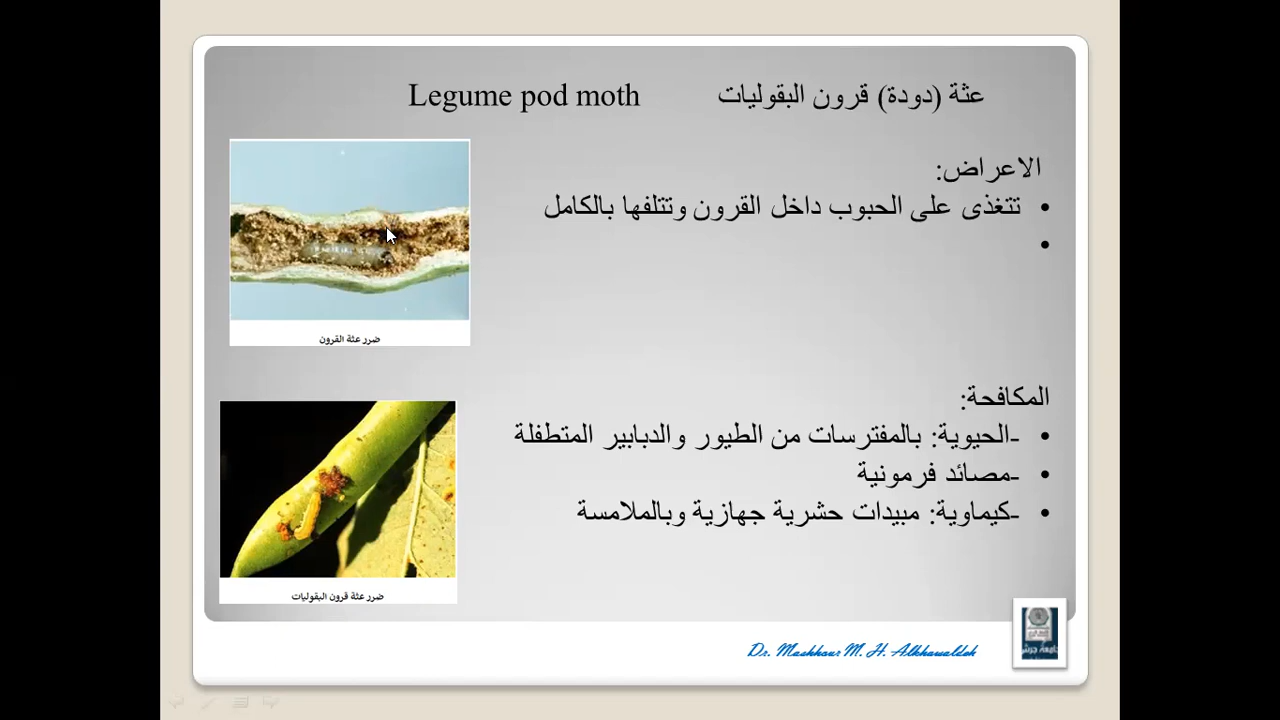 عثة (دودة) قرون البقوليات Legume pod moth
الاعراض:
• تتغذى على الحبوب داخل القرون وتتلفها بالكامل
•
ضرر عثة القرون
المكافحة:
• -الحيوية: بالمفترسات من الطيور والدبابير المتطفلة
• -مصائد فرمونية
• -كيماوية: مبيدات حشرية جهازية وبالملامسة
ضرر عثة قرون البقوليات
Dr. Mashhour M. H. Alkhawaldeh